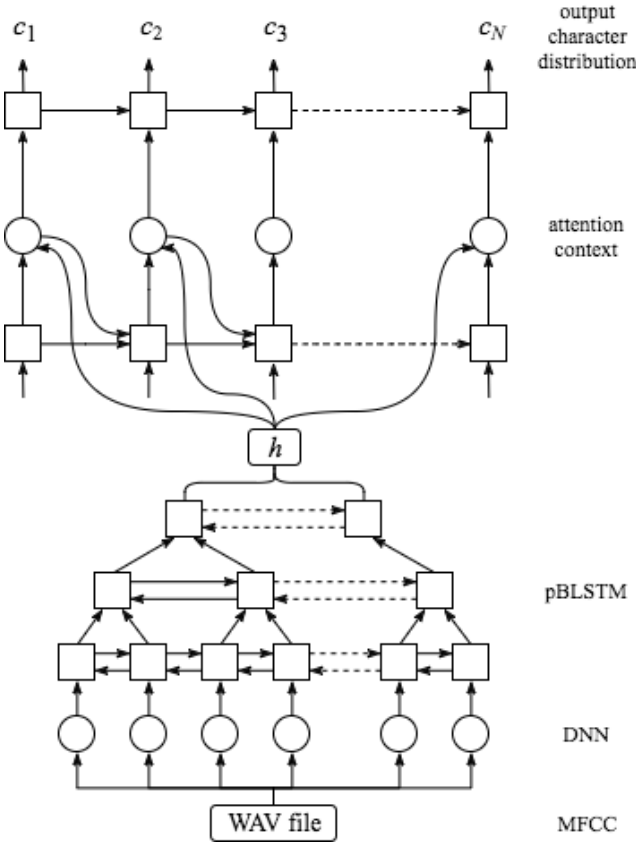 c1 c2 c3 cN
output
character
distribution
attention
context
h
pBLSTM
DNN
WAV file
MFCC